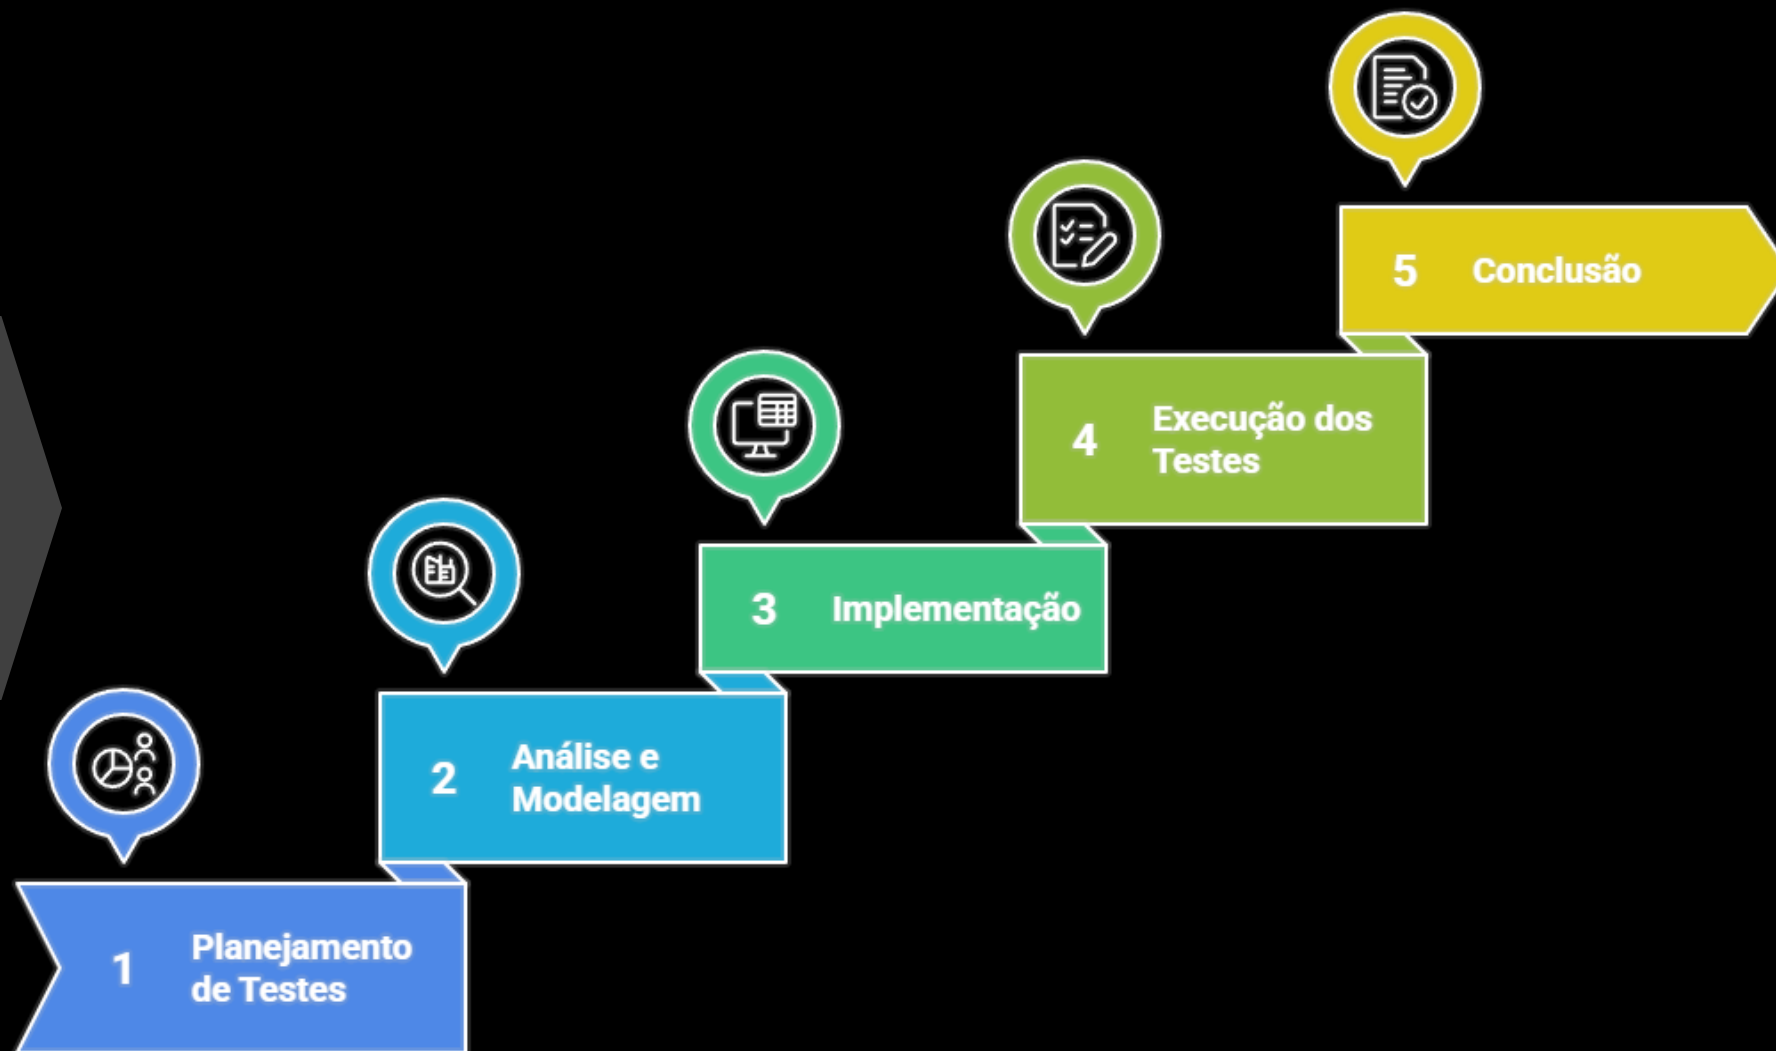 1
Planejamento
de Testes
2
Análise e
Modelagem
3
Implementação
4
Execução dos
Testes
5
Conclusão